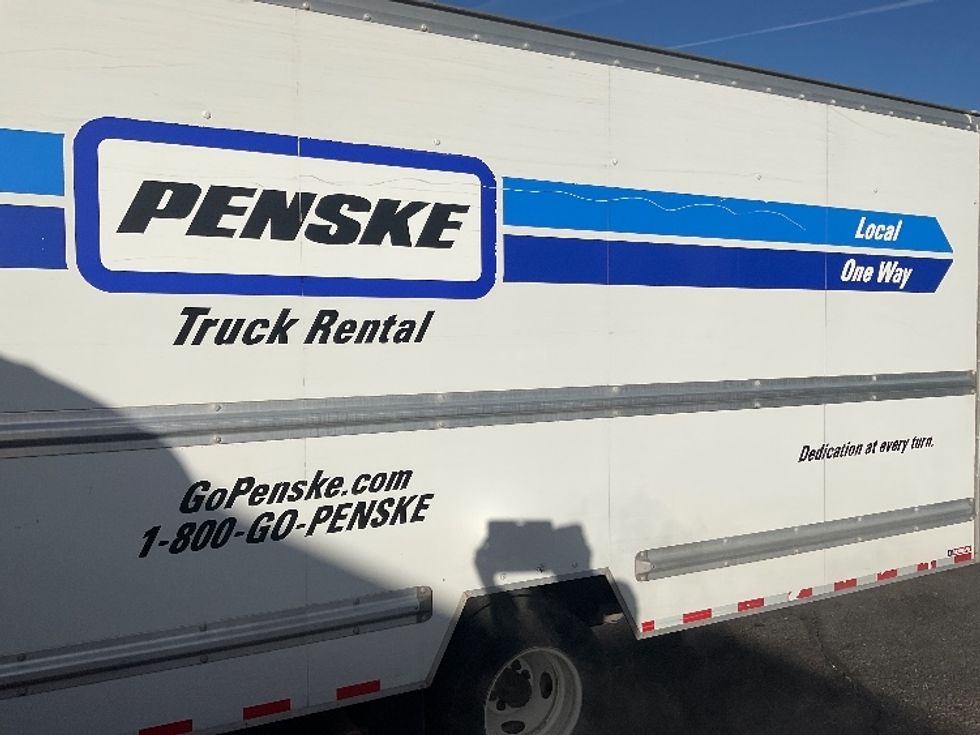 PENSKE
Truck Rental
Local
One Way
Dedication at every turn.
GoPenske.com
1-800-GO-PENSKE